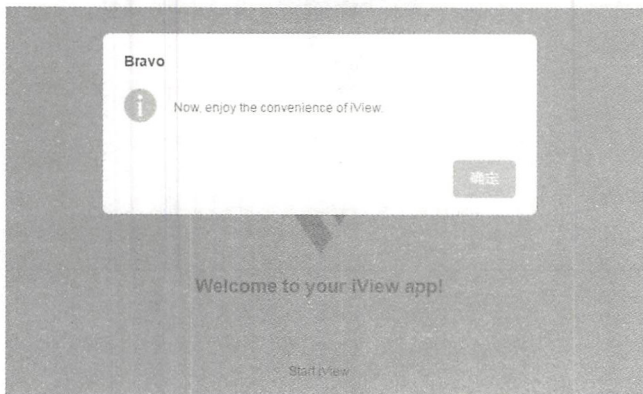 Bravo
Now, enjoy the convenience of iView.
确定
Welcome to your iView app!
Start iView